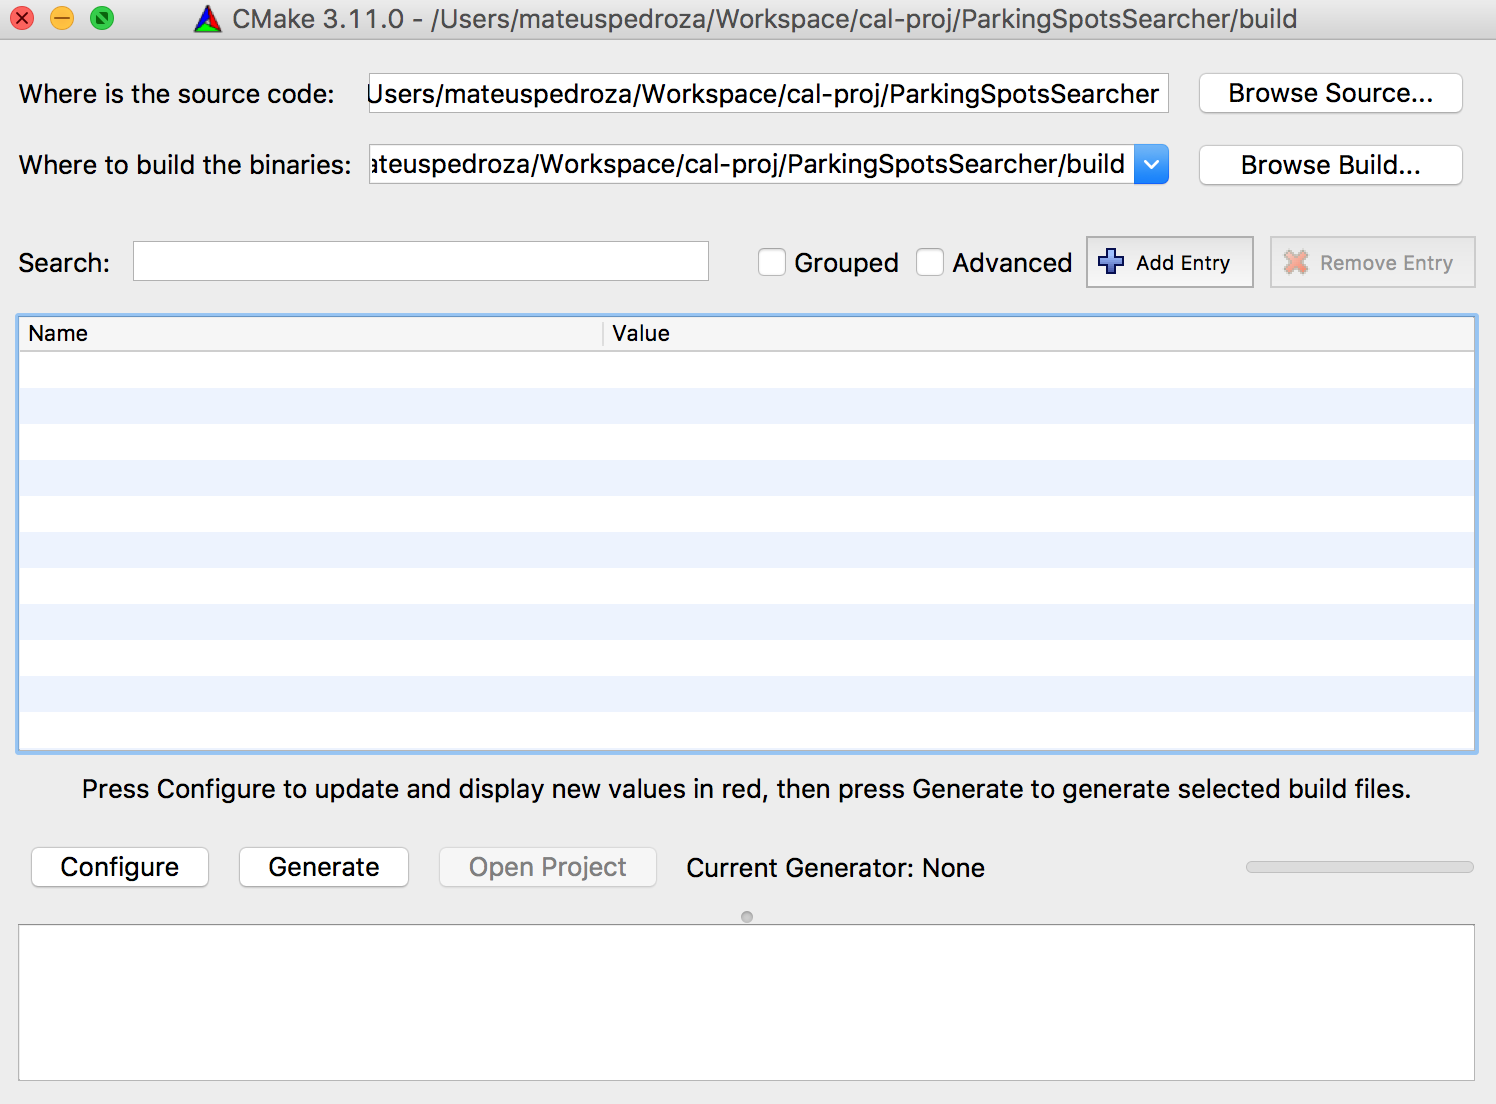 CMake 3.11.0 - /Users/mateuspedroza/Workspace/cal-proj/ParkingSpotsSearcher/build
Where is the source code: Users/mateuspedroza/Workspace/cal-proj/ParkingSpotsSearcher Browse Source...
Where to build the binaries: ateuspedroza/Workspace/cal-proj/ParkingSpotsSearcher/build Browse Build...
Search: Grouped Advanced Add Entry Remove Entry
Name Value
Press Configure to update and display new values in red, then press Generate to generate selected build files.
Configure Generate Open Project Current Generator: None